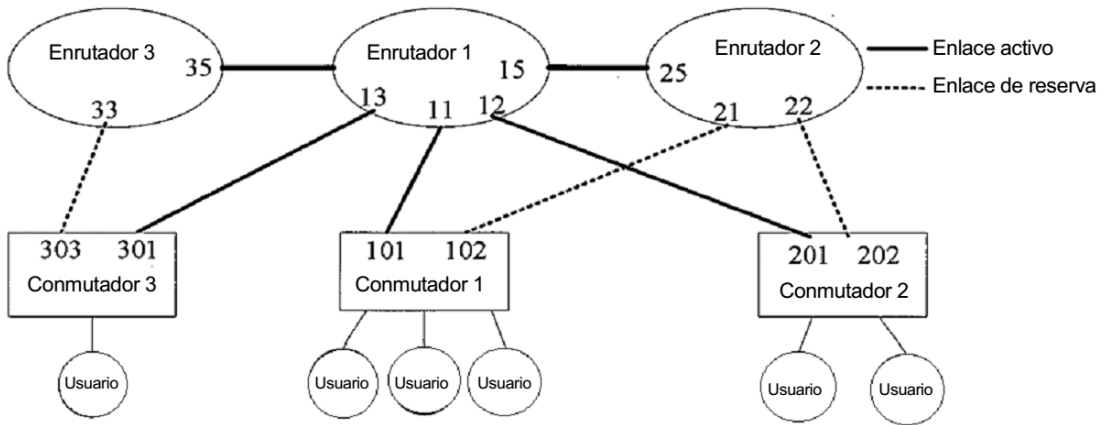 Enrutador 3
35
33
Enrutador 1
15
13
11
12
Enrutador 2
25
21
22
Enlace activo
Enlace de reserva
303 301
Conmutador 3
101 102
Conmutador 1
201 202
Conmutador 2
Usuario
Usuario
Usuario
Usuario
Usuario
Usuario